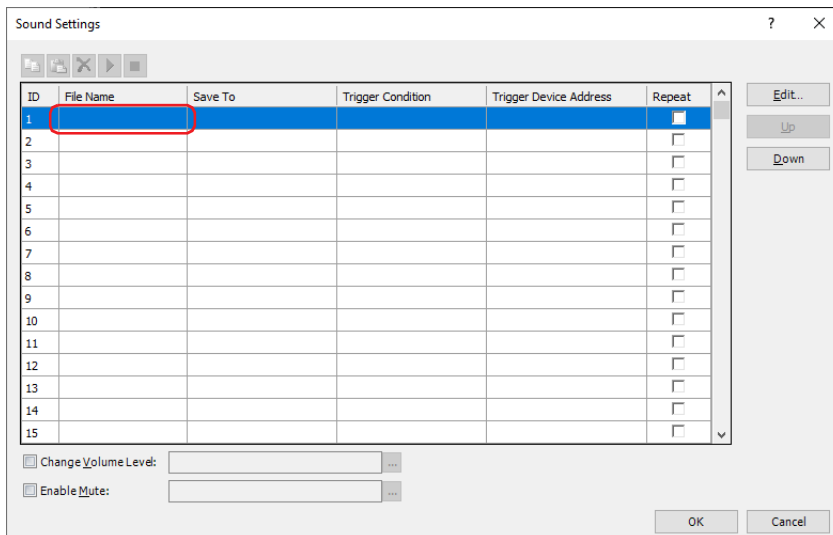 Sound Settings
?
ID File Name Save To Trigger Condition Trigger Device Address Repeat
Edit...
1
Up
2
Down
3
4
5
6
7
8
9
10
11
12
13
14
15
Change Volume Level: ...
Enable Mute: ...
OK Cancel